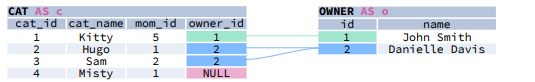 CAT AS c
cat_id cat_name mom_id owner_id
1 Kitty 5 1
2 Hugo 1 2
3 Sam 2 2
4 Misty 1 NULL
OWNER AS o
id name
1 John Smith
2 Danielle Davis